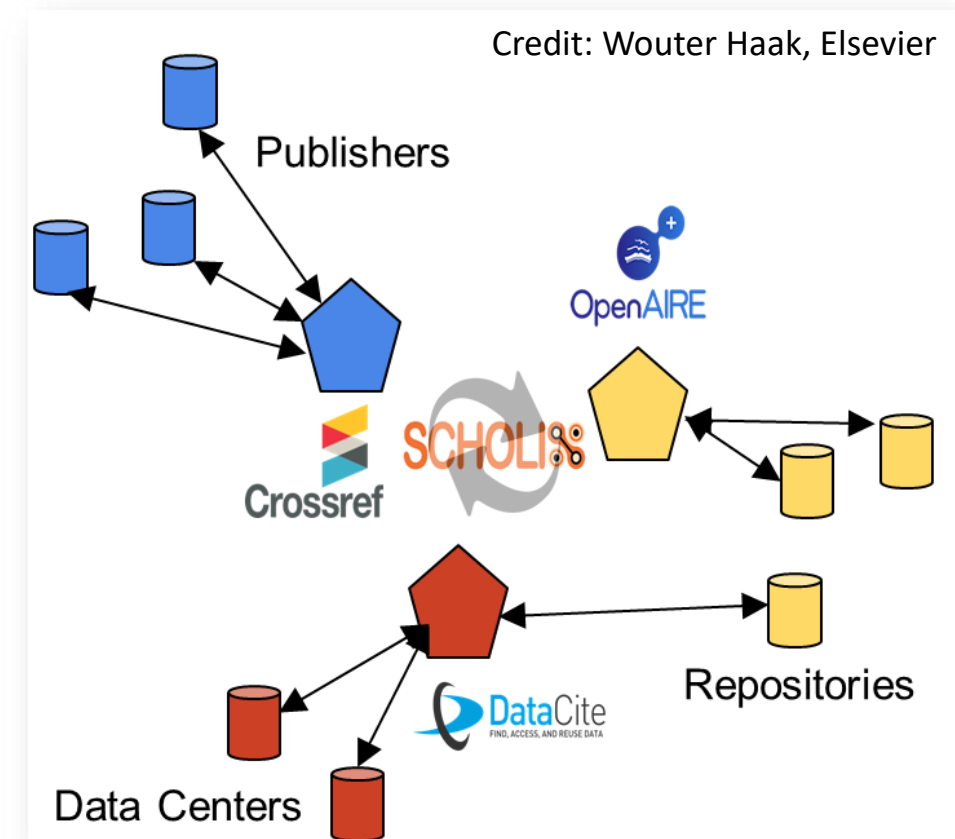 Credit: Wouter Haak, Elsevier
Publishers
OpenAIRE
SCHOLIX
Crossref
Repositories
DataCite
FIND, ACCESS, AND REUSE DATA
Data Centers